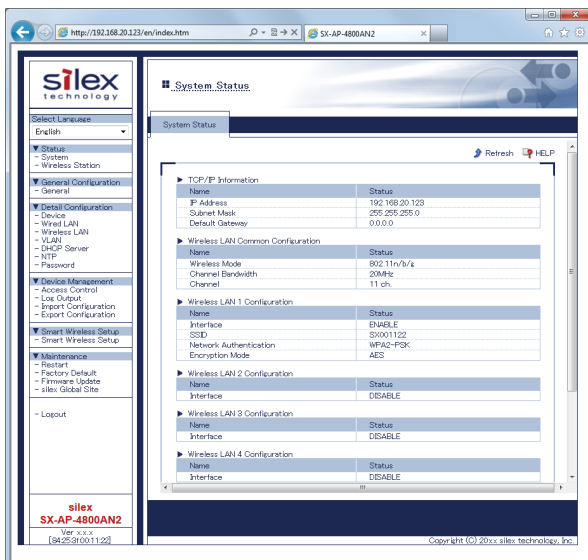 http://192.168.20.123/en/index.htm
SX-AP-4800AN2
silex
technology
Select Language
English
▼ Status
- System
- Wireless Station
▼ General Configuration
- General
▼ Detail Configuration
- Device
- Wired LAN
- Wireless LAN
- VLAN
- DHCP Server
- NTP
- Password
▼ Device Management
- Access Control
- Log Output
- Import Configuration
- Export Configuration
▼ Smart Wireless Setup
- Smart Wireless Setup
▼ Maintenance
- Restart
- Factory Default
- Firmware Update
- silex Global Site
- Logout
silex
SX-AP-4800AN2
Ver x.x.x
[84:25:3f:00:11:22]
System Status
System Status
Refresh HELP
▶ TCP/IP Information
Name Status
IP Address 192.168.20.123
Subnet Mask 255.255.255.0
Default Gateway 0.0.0.0
▶ Wireless LAN Common Configuration
Name Status
Wireless Mode 802.11n/b/g
Channel Bandwidth 20MHz
Channel 11 ch.
▶ Wireless LAN 1 Configuration
Name Status
Interface ENABLE
SSID SX001122
Network Authentication WPA2-PSK
Encryption Mode AES
▶ Wireless LAN 2 Configuration
Name Status
Interface DISABLE
▶ Wireless LAN 3 Configuration
Name Status
Interface DISABLE
▶ Wireless LAN 4 Configuration
Name Status
Interface DISABLE
Copyright (C) 20xx silex technology, Inc.